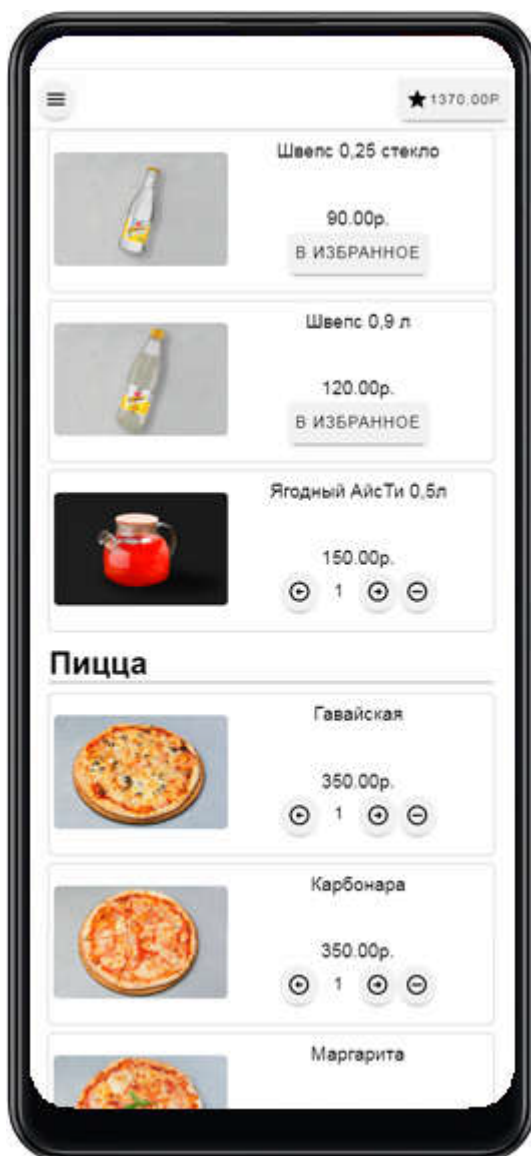 ★1370.00Р.
Швепс 0,25 стекло
90.00р.
В ИЗБРАННОЕ
Швепс 0,9 л
120.00р.
В ИЗБРАННОЕ
Ягодный АйсТи 0,5л
150.00р.
1
Пицца
Гавайская
350.00р.
1
Карбонара
350.00р.
1
Маргарита